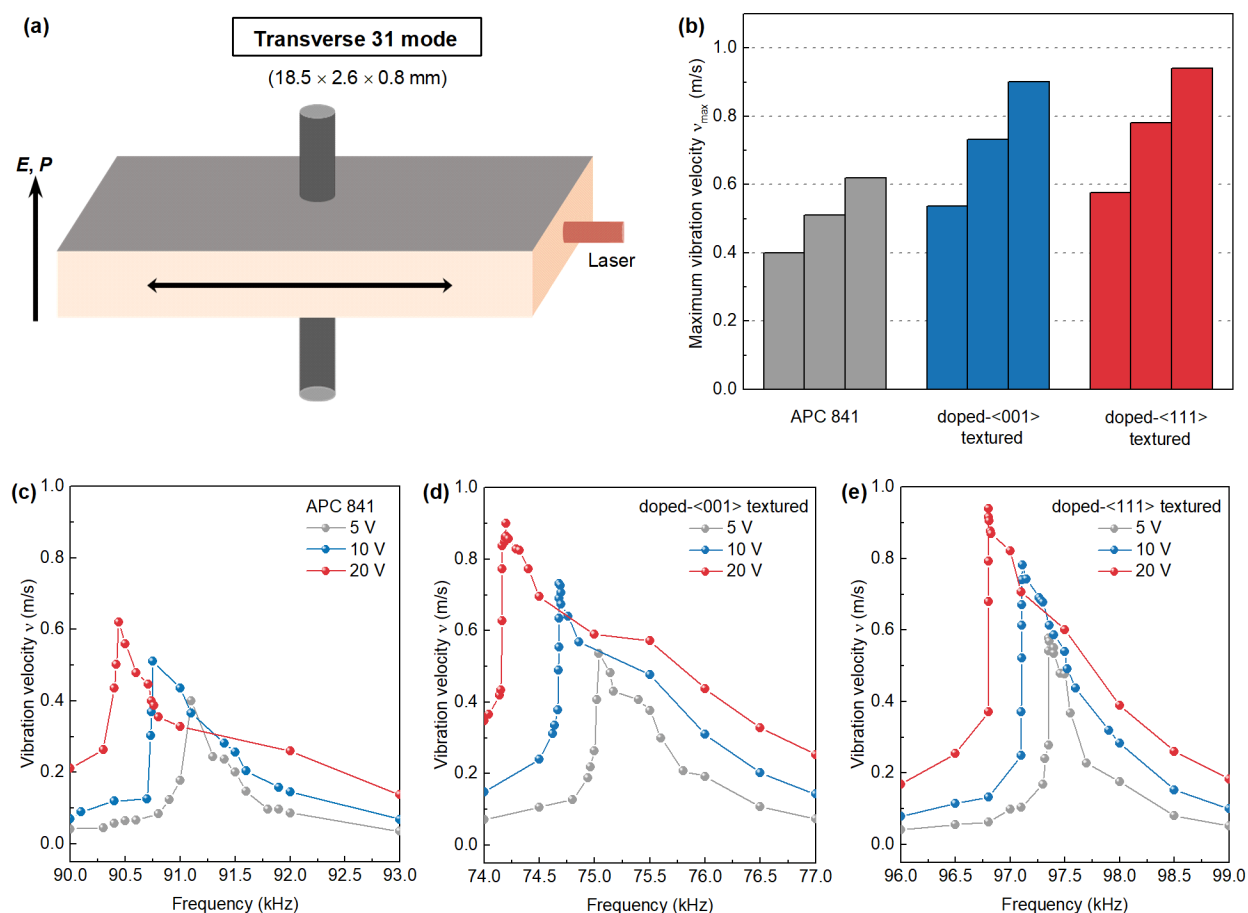 (a)
Transverse 31 mode
(18.5 × 2.6 × 0.8 mm)
E, P
Laser
(b)
Maximum vibration velocity νmax (m/s)
1.0
0.8
0.6
0.4
0.2
0.0
APC 841
doped-<001>
textured
doped-<111>
textured
(c)
Vibration velocity ν (m/s)
1.0
0.8
0.6
0.4
0.2
0.0
APC 841
5 V
10 V
20 V
90.0 90.5 91.0 91.5 92.0 92.5 93.0
Frequency (kHz)
(d)
Vibration velocity ν (m/s)
1.0
0.8
0.6
0.4
0.2
0.0
doped-<001> textured
5 V
10 V
20 V
74.0 74.5 75.0 75.5 76.0 76.5 77.0
Frequency (kHz)
(e)
Vibration velocity ν (m/s)
1.0
0.8
0.6
0.4
0.2
0.0
doped-<111> textured
5 V
10 V
20 V
96.0 96.5 97.0 97.5 98.0 98.5 99.0
Frequency (kHz)